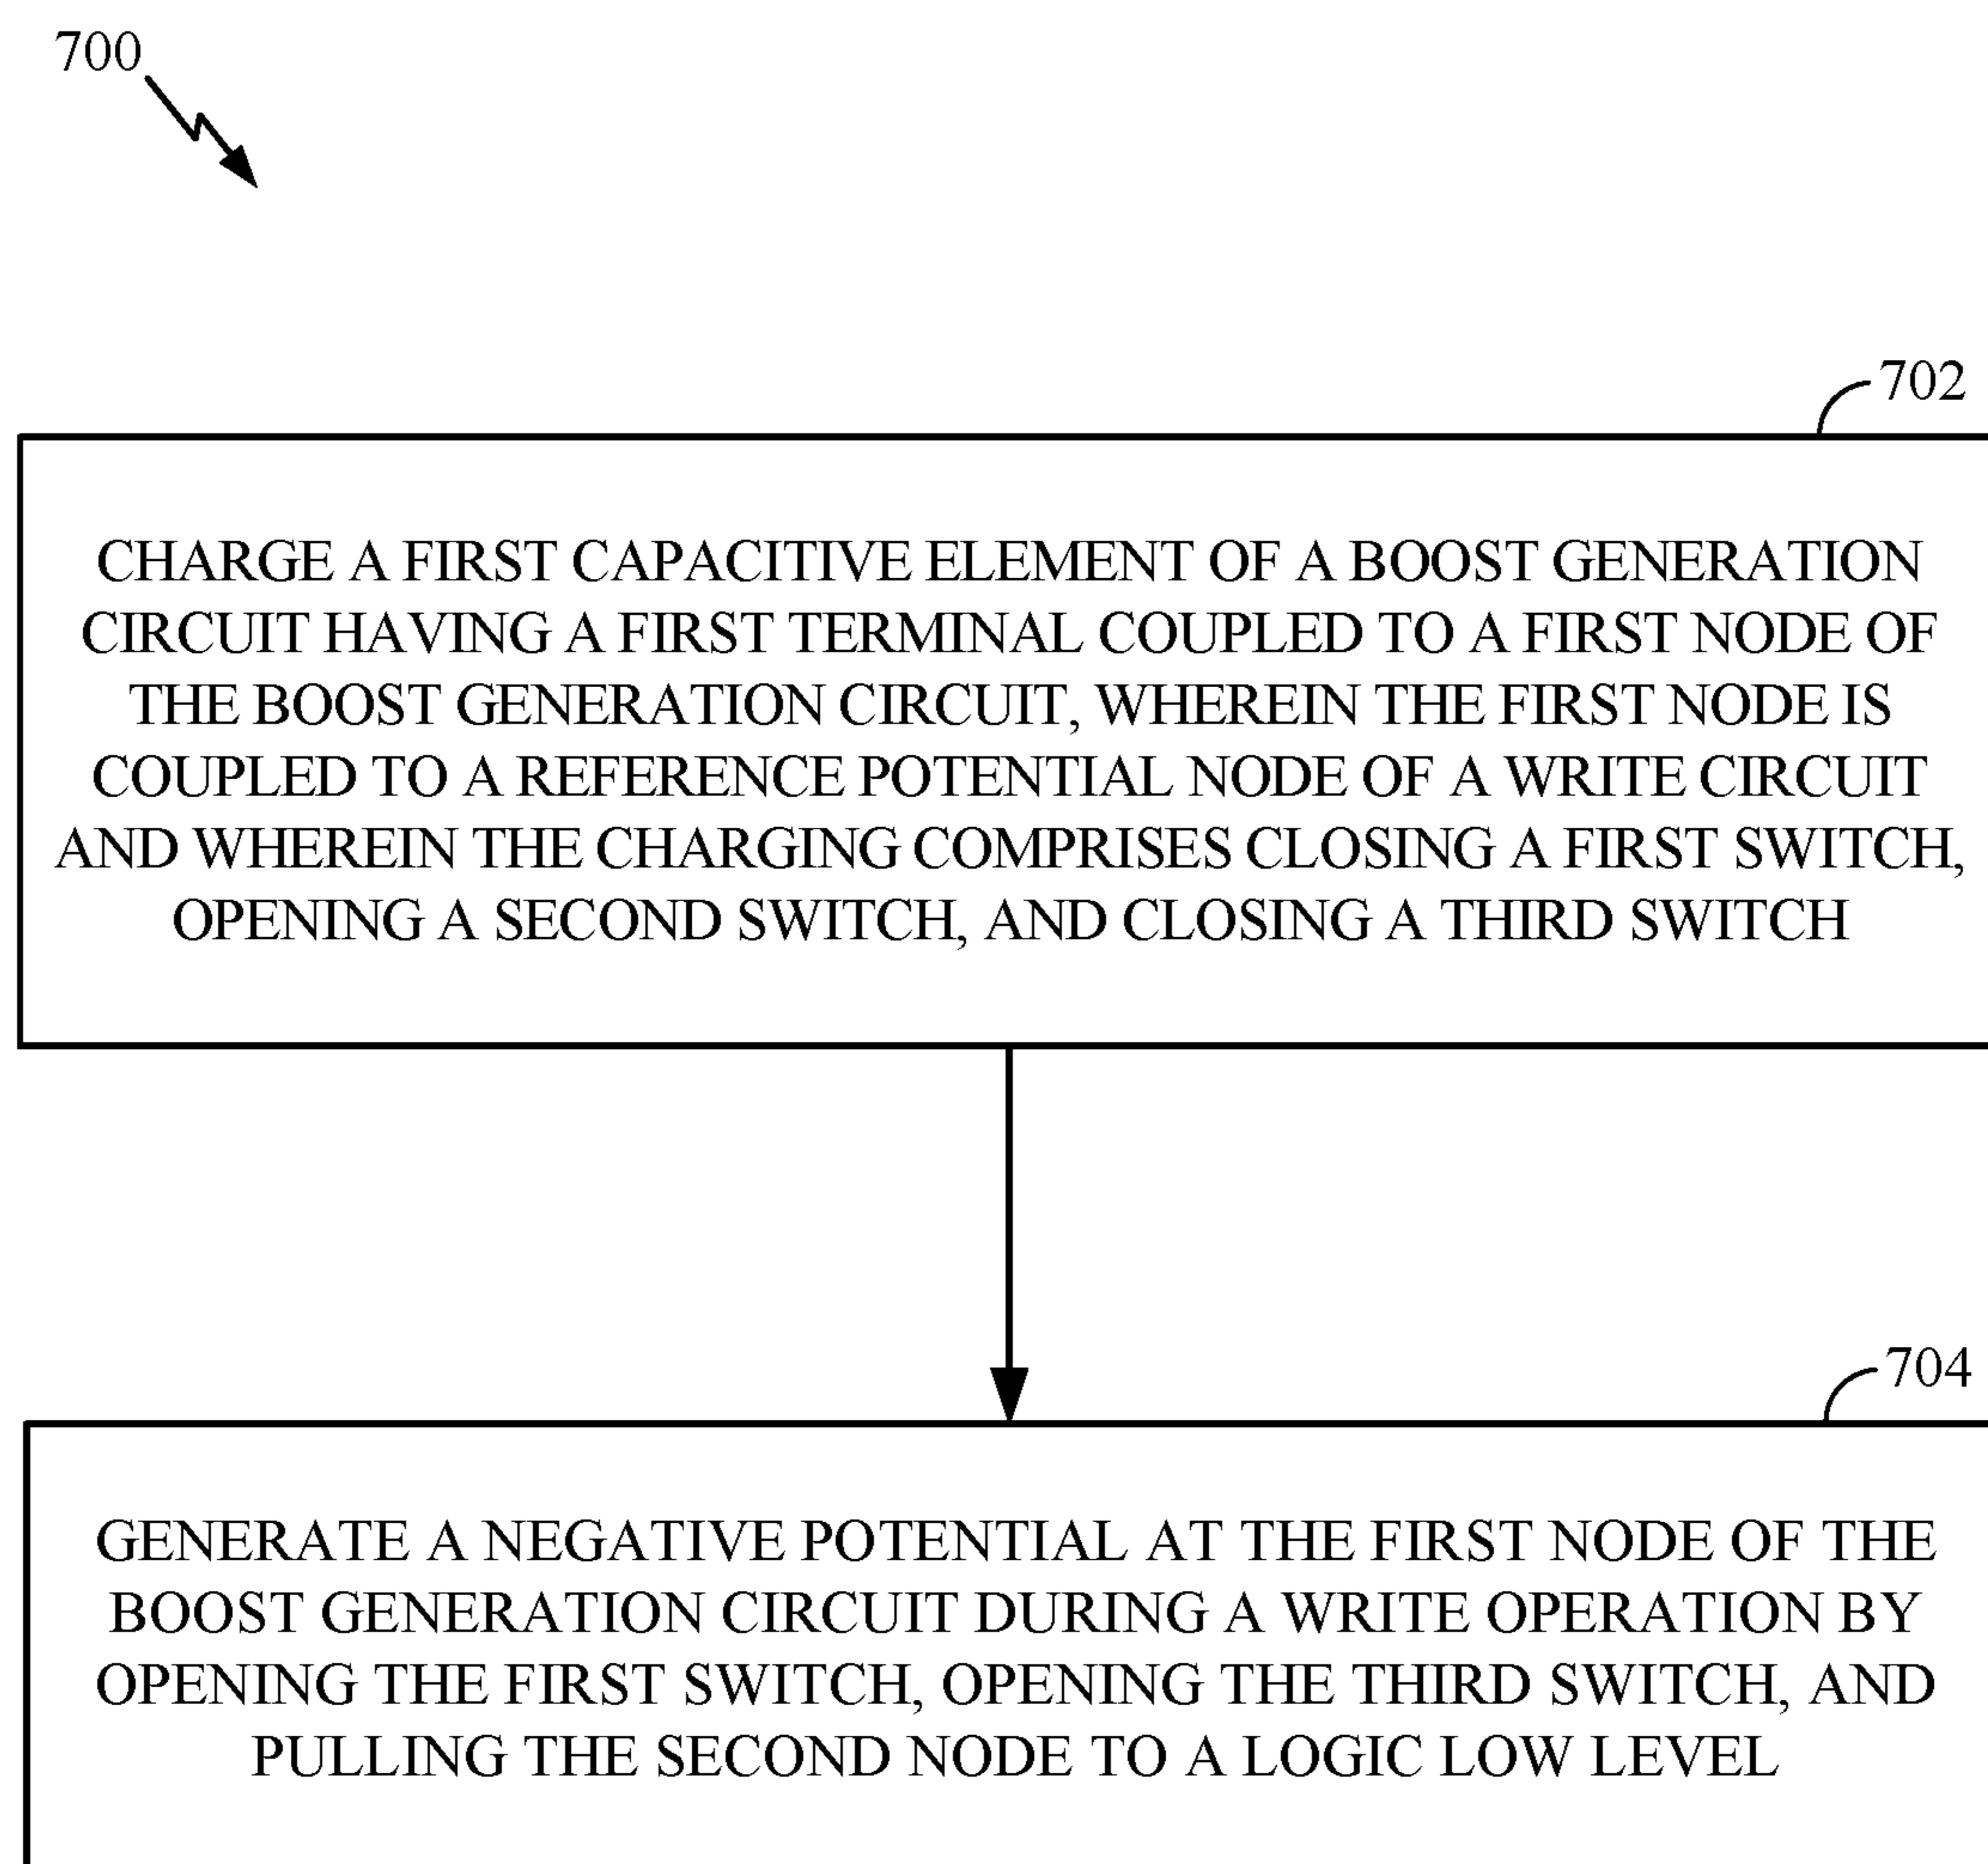 700
702
CHARGE A FIRST CAPACITIVE ELEMENT OF A BOOST GENERATION
CIRCUIT HAVING A FIRST TERMINAL COUPLED TO A FIRST NODE OF
THE BOOST GENERATION CIRCUIT, WHEREIN THE FIRST NODE IS
COUPLED TO A REFERENCE POTENTIAL NODE OF A WRITE CIRCUIT
AND WHEREIN THE CHARGING COMPRISES CLOSING A FIRST SWITCH,
OPENING A SECOND SWITCH, AND CLOSING A THIRD SWITCH
704
GENERATE A NEGATIVE POTENTIAL AT THE FIRST NODE OF THE
BOOST GENERATION CIRCUIT DURING A WRITE OPERATION BY
OPENING THE FIRST SWITCH, OPENING THE THIRD SWITCH, AND
PULLING THE SECOND NODE TO A LOGIC LOW LEVEL